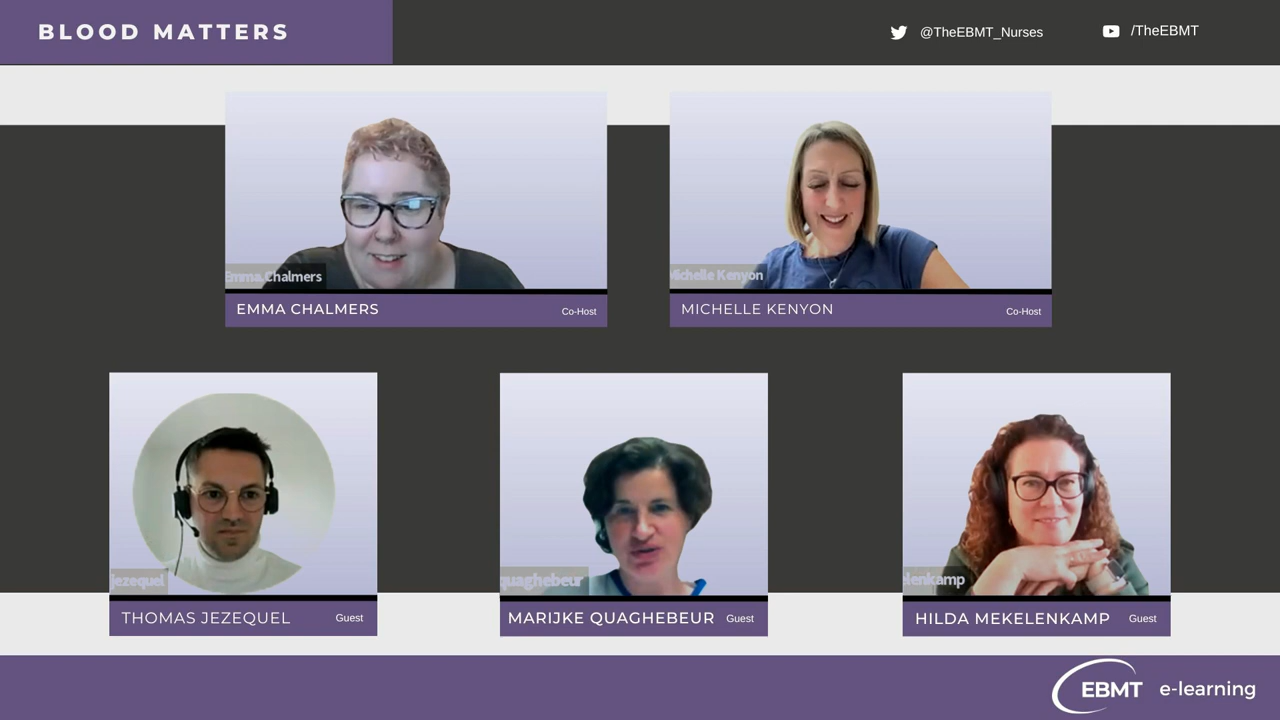 BLOOD MATTERS
@TheEBMT_Nurses
/TheEBMT
Emma Chalmers
Michelle Kenyon
EMMA CHALMERS
Co-Host
MICHELLE KENYON
Co-Host
Jezequel
quaghebeur
elenkamp
THOMAS JEZEQUEL
Guest
MARIJKE QUAGHEBEUR
Guest
HILDA MEKELENKAMP
Guest
EBMT e-learning